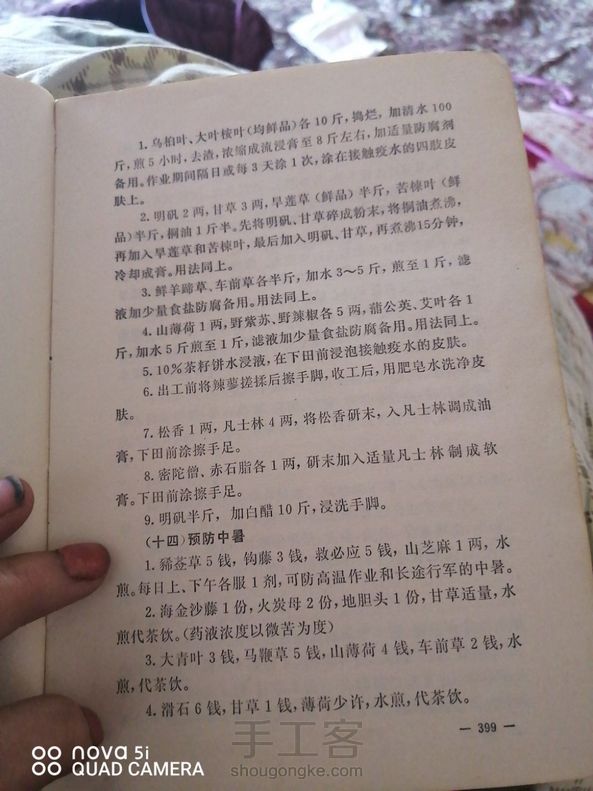 1. 乌桕叶、大叶桉叶(均鲜品)各 10 斤，捣烂，加清水 100
斤，煎 5 小时，去渣，浓缩成流浸膏至 8 斤左右，加适量防腐剂
备用。作业期间隔日或每 3 天涂 1 次，涂在接触疫水的四肢皮
肤上。
2. 明矾 2 两，甘草 3 两，旱莲草(鲜品)半斤，苦楝叶(鲜
品)半斤，桐油 1 斤半。先将明矾、甘草碎成粉末，将桐油煮沸，
再加入旱莲草和苦楝叶，最后加入明矾、甘草，再煮沸15分钟，
冷却成膏。用法同上。
3. 鲜羊蹄草、车前草各半斤，加水 3～5 斤，煎至 1 斤，滤
液加少量食盐防腐备用。用法同上。
4. 山薄荷 1 两，野紫苏、野辣椒各 5 两，蒲公英、艾叶各 1
斤，加水 5 斤煎至 1 斤，滤液加少量食盐防腐备用。用法同上。
5. 10%茶籽饼水浸液，在下田前浸泡接触疫水的皮肤。
6. 出工前将辣蓼搓揉后擦手脚，收工后，用肥皂水洗净皮
肤。
7. 松香 1 两，凡士林 4 两，将松香研末，入凡士林调成油
膏，下田前涂擦手足。
8. 密陀僧、赤石脂各 1 两，研末加入适量凡士林制成软
膏。下田前涂擦手足。
9. 明矾半斤，加白醋 10 斤，浸洗手脚。
(十四)预防中暑
1. 豨莶草 5 钱，钩藤 3 钱，救必应 5 钱，山芝麻 1 两，水
煎。每日上、下午各服 1 剂，可防高温作业和长途行军的中暑。
2. 海金沙藤 1 份，火炭母 2 份，地胆头 1 份，甘草适量，水
煎代茶饮。(药液浓度以微苦为度)
3. 大青叶 3 钱，马鞭草 5 钱，山薄荷 4 钱，车前草 2 钱，水
煎，代茶饮。
4. 滑石 6 钱，甘草 1 钱，薄荷少许，水煎，代茶饮。
— 399 —
手工客
shougongke.com
nova 5i
QUAD CAMERA